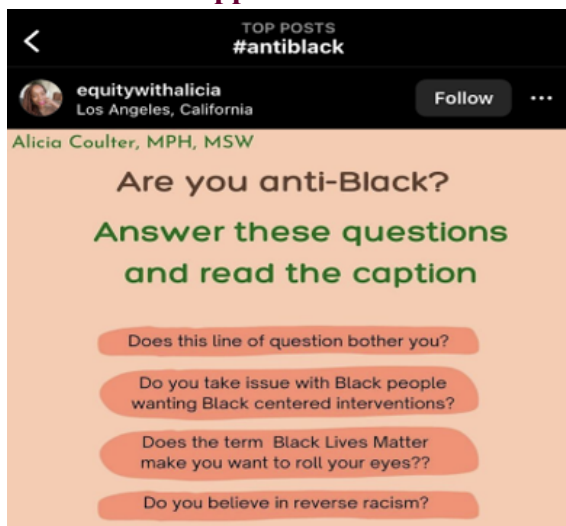 TOP POSTS
#antiblack
equitywithalicia
Los Angeles, California
Follow
Alicia Coulter, MPH, MSW
Are you anti-Black?
Answer these questions
and read the caption
Does this line of question bother you?
Do you take issue with Black people
wanting Black centered interventions?
Does the term Black Lives Matter
make you want to roll your eyes??
Do you believe in reverse racism?